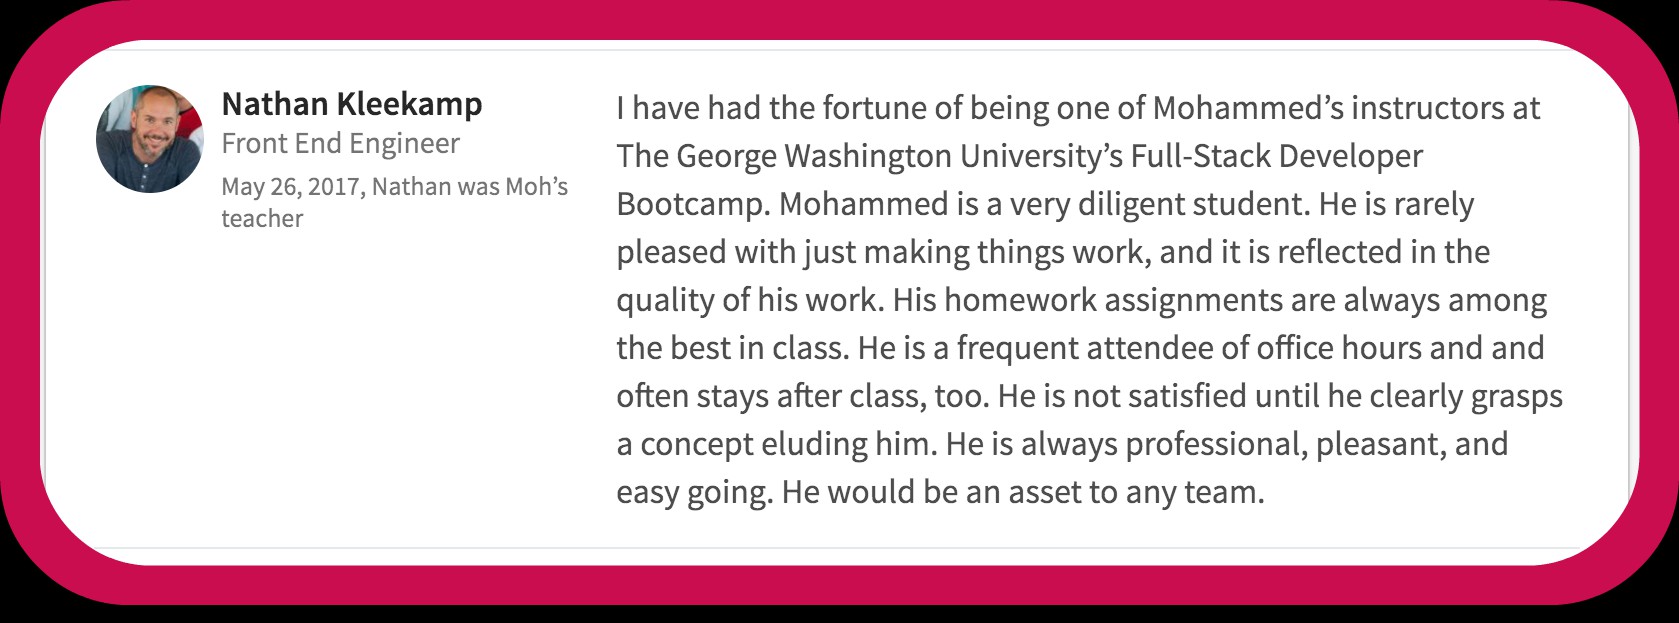 Nathan Kleekamp
Front End Engineer
May 26, 2017, Nathan was Moh’s
teacher
I have had the fortune of being one of Mohammed’s instructors at
The George Washington University’s Full-Stack Developer
Bootcamp. Mohammed is a very diligent student. He is rarely
pleased with just making things work, and it is reflected in the
quality of his work. His homework assignments are always among
the best in class. He is a frequent attendee of office hours and and
often stays after class, too. He is not satisfied until he clearly grasps
a concept eluding him. He is always professional, pleasant, and
easy going. He would be an asset to any team.